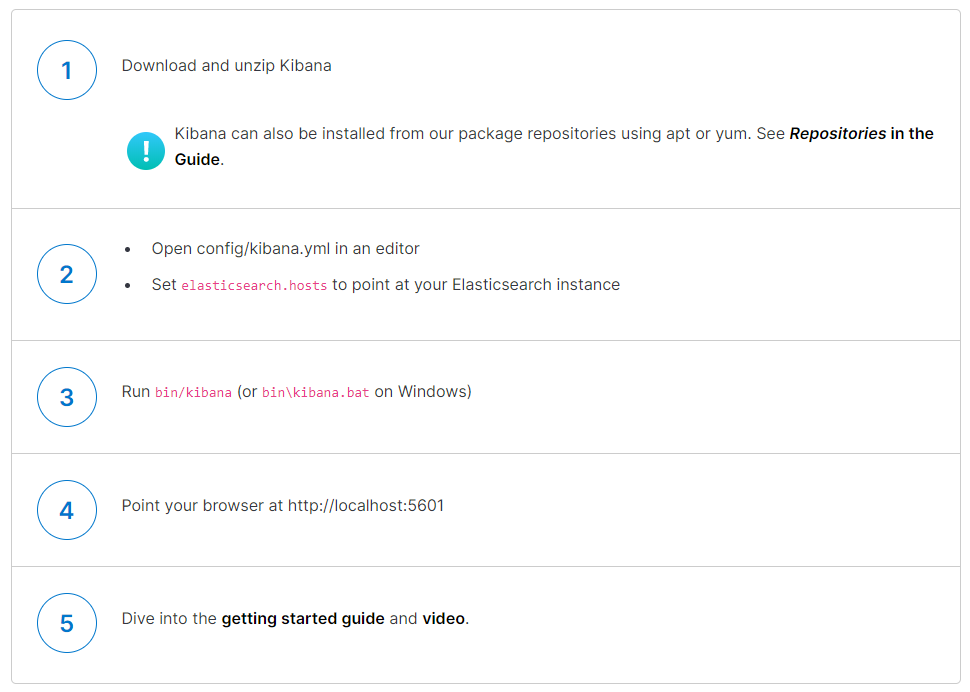 1
Download and unzip Kibana
!
Kibana can also be installed from our package repositories using apt or yum. See Repositories in the
Guide.
2
• Open config/kibana.yml in an editor
• Set elasticsearch.hosts to point at your Elasticsearch instance
3
Run bin/kibana (or bin\kibana.bat on Windows)
4
Point your browser at http://localhost:5601
5
Dive into the getting started guide and video.